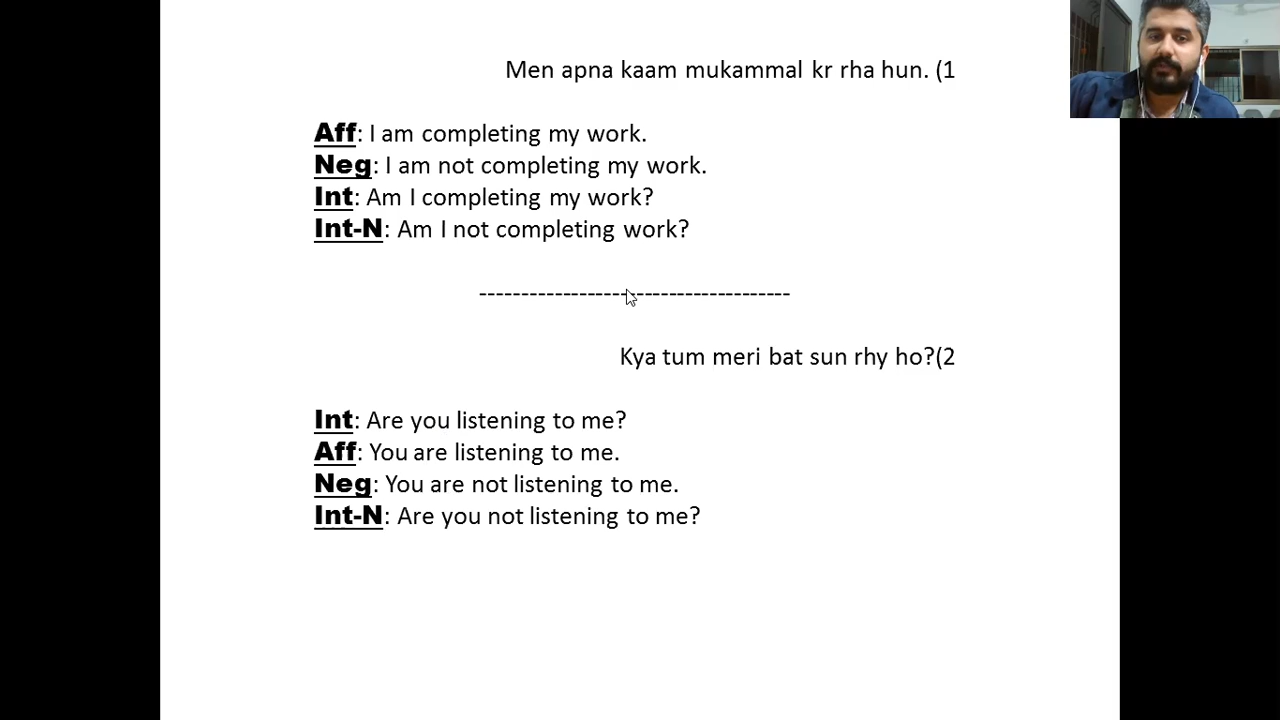 Men apna kaam mukammal kr rha hun. (1
Aff: I am completing my work.
Neg: I am not completing my work.
Int: Am I completing my work?
Int-N: Am I not completing work?
-------------------------------------
Kya tum meri bat sun rhy ho?(2
Int: Are you listening to me?
Aff: You are listening to me.
Neg: You are not listening to me.
Int-N: Are you not listening to me?